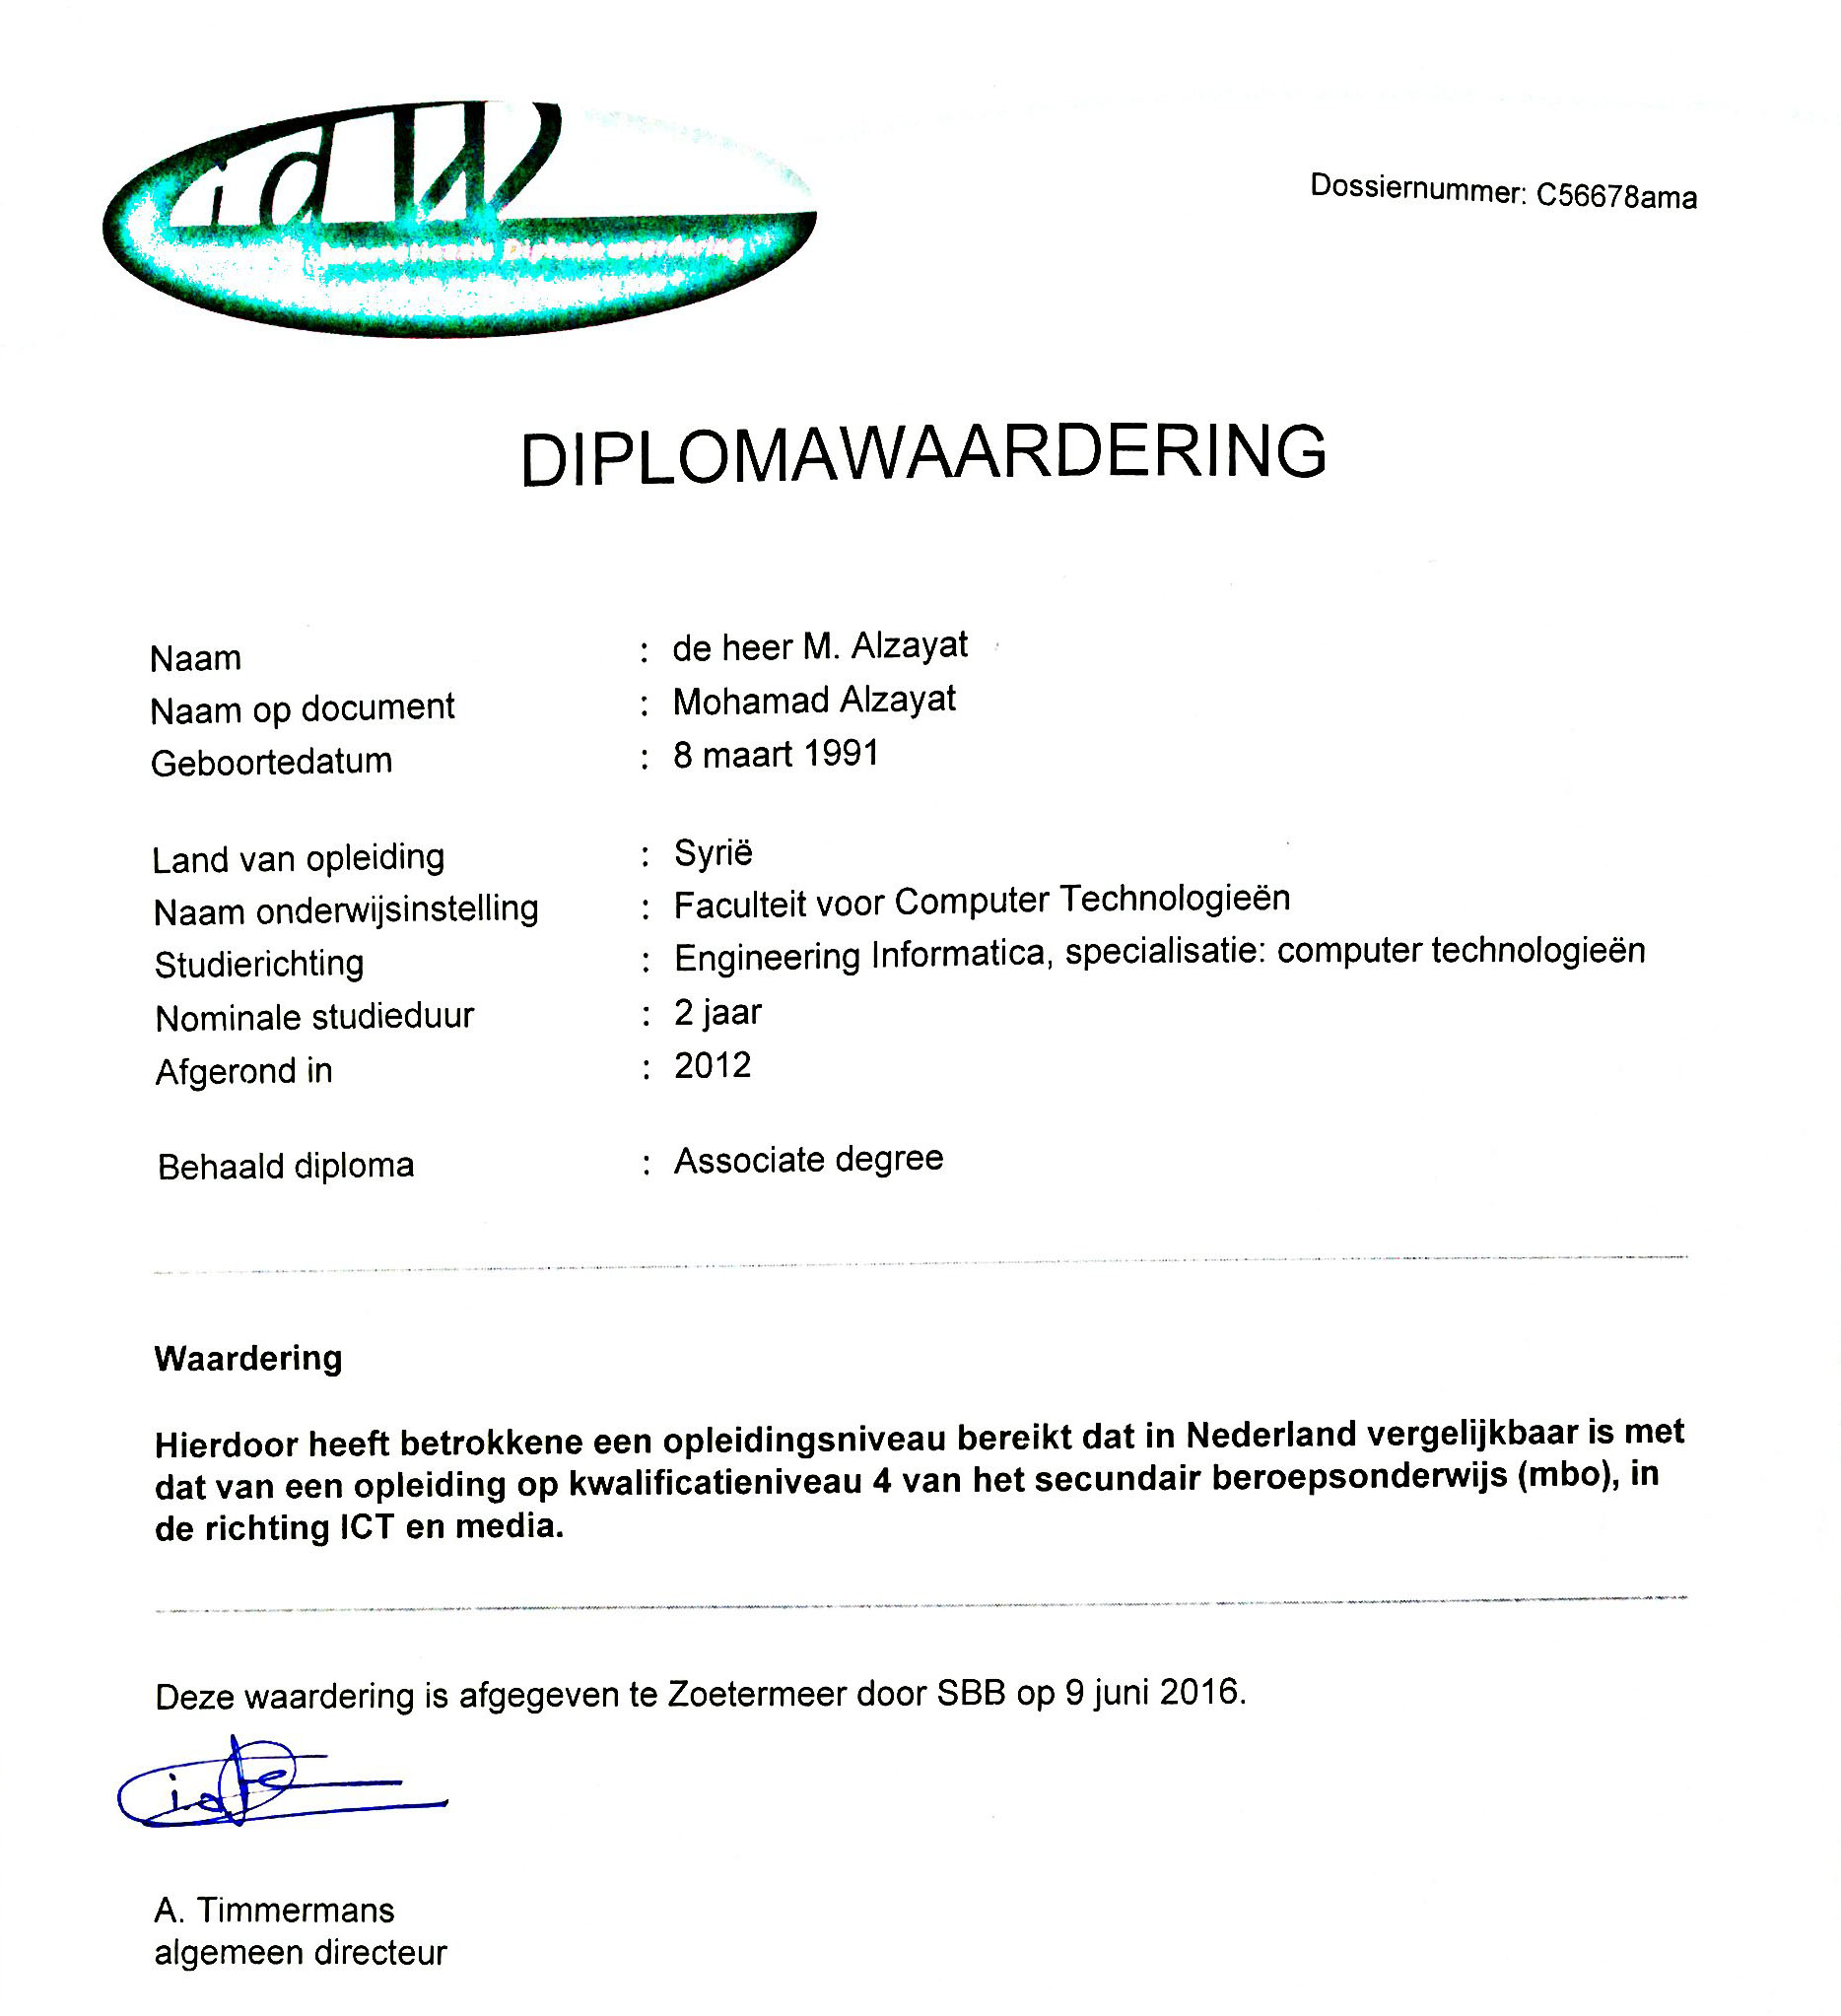 idW
Internationale Diplomawaardering
Dossiernummer: C56678ama
DIPLOMAWAARDERING
Naam : de heer M. Alzayat
Naam op document : Mohamad Alzayat
Geboortedatum : 8 maart 1991
Land van opleiding : Syrië
Naam onderwijsinstelling : Faculteit voor Computer Technologieën
Studierichting : Engineering Informatica, specialisatie: computer technologieën
Nominale studieduur : 2 jaar
Afgerond in : 2012
Behaald diploma : Associate degree
Waardering
Hierdoor heeft betrokkene een opleidingsniveau bereikt dat in Nederland vergelijkbaar is met
dat van een opleiding op kwalificatieniveau 4 van het secundair beroepsonderwijs (mbo), in
de richting ICT en media.
Deze waardering is afgegeven te Zoetermeer door SBB op 9 juni 2016.
A. Timmermans
algemeen directeur